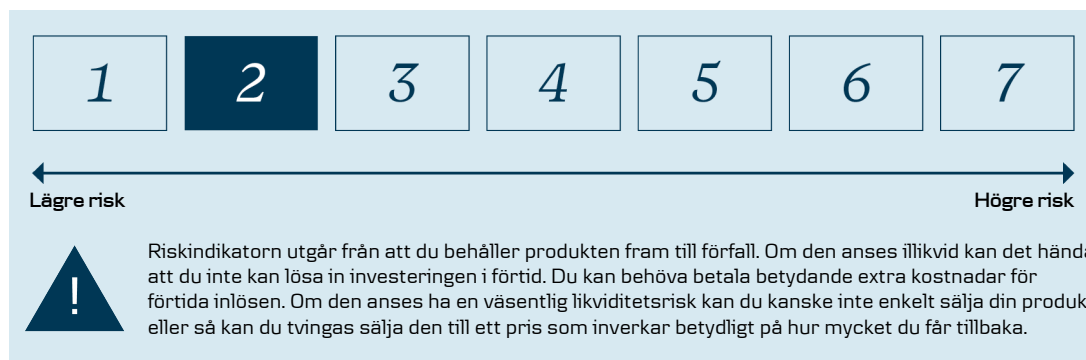 1 2 3 4 5 6 7
Lägre risk Högre risk
Riskindikatorn utgår från att du behåller produkten fram till förfall. Om den anses illikvid kan det hända
att du inte kan lösa in investeringen i förtid. Du kan behöva betala betydande extra kostnadar för
förtida inlösen. Om den anses ha en väsentlig likviditetsrisk kan du kanske inte enkelt sälja din produk
! eller så kan du tvingas sälja den till ett pris som inverkar betydligt på hur mycket du får tillbaka.